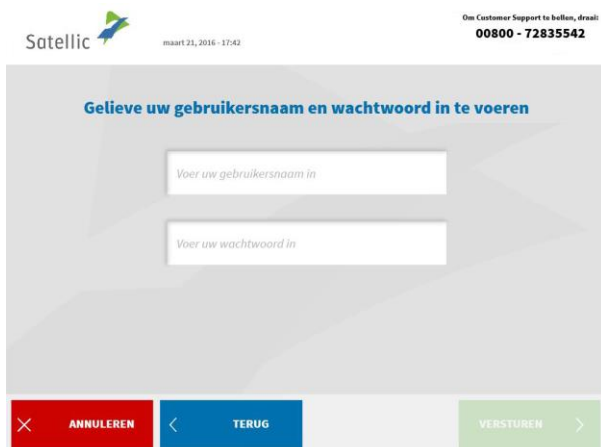 Satellic
maart 21, 2016 - 17:42
Om Customer Support te bellen, draai:
00800 - 72835542
Gelieve uw gebruikersnaam en wachtwoord in te voeren
Voer uw gebruikersnaam in
Voer uw wachtwoord in
ANNULEREN
TERUG
VERSTUREN